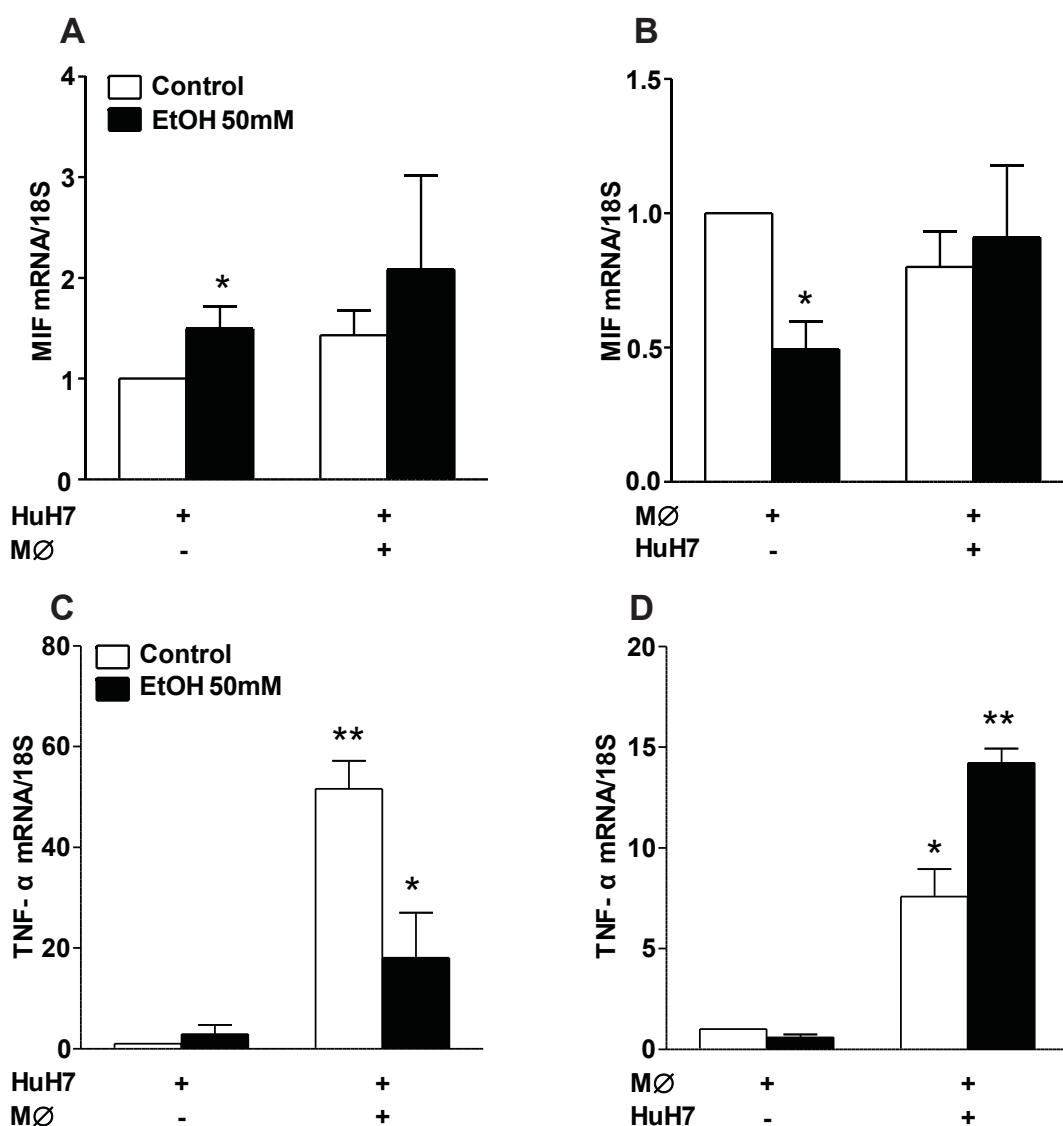 A
MIF mRNA/18S
4
3
2
1
0
Control
EtOH 50mM
*
HuH7 + +
MØ - +
B
MIF mRNA/18S
1.5
1.0
0.5
0.0
*
MØ + +
HuH7 - +
C
TNF- α mRNA/18S
80
60
40
20
0
Control
EtOH 50mM
**
*
HuH7 + +
MØ - +
D
TNF- α mRNA/18S
20
15
10
5
0
*
**
MØ + +
HuH7 - +